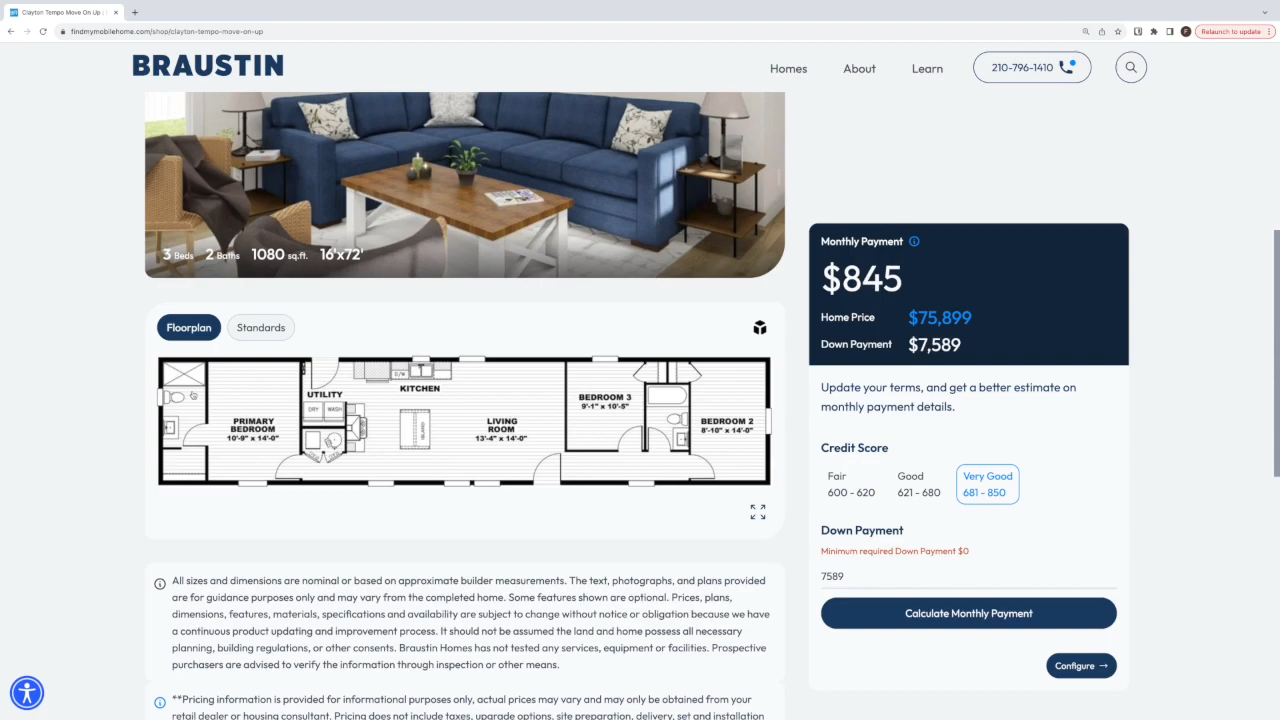 Clayton Tempo Move On Up :
findmymobilehome.com/shop/clayton-tempo-move-on-up
F
Relaunch to update
BRAUSTIN
Homes
About
Learn
210-796-1410
3 Beds 2 Baths 1080 sq.ft. 16'x72'
Floorplan
Standards
UTILITY
DRY WASH
D/W
KITCHEN
ISLAND
PRIMARY
BEDROOM
10'-9" x 14'-0"
LIVING
ROOM
13'-4" x 14'-0"
BEDROOM 3
9'-1" x 10'-5"
BEDROOM 2
8'-10" x 14'-0"
All sizes and dimensions are nominal or based on approximate builder measurements. The text, photographs, and plans provided
are for guidance purposes only and may vary from the completed home. Some features shown are optional. Prices, plans,
dimensions, features, materials, specifications and availability are subject to change without notice or obligation because we have
a continuous product updating and improvement process. It should not be assumed the land and home possess all necessary
planning, building regulations, or other consents. Braustin Homes has not tested any services, equipment or facilities. Prospective
purchasers are advised to verify the information through inspection or other means.
**Pricing information is provided for informational purposes only, actual prices may vary and may only be obtained from your
retail dealer or housing consultant. Pricing does not include taxes, upgrade options, site preparation, delivery, set and installation
Monthly Payment
$845
Home Price $75,899
Down Payment $7,589
Update your terms, and get a better estimate on
monthly payment details.
Credit Score
Fair
600 - 620
Good
621 - 680
Very Good
681 - 850
Down Payment
Minimum required Down Payment $0
7589
Calculate Monthly Payment
Configure →